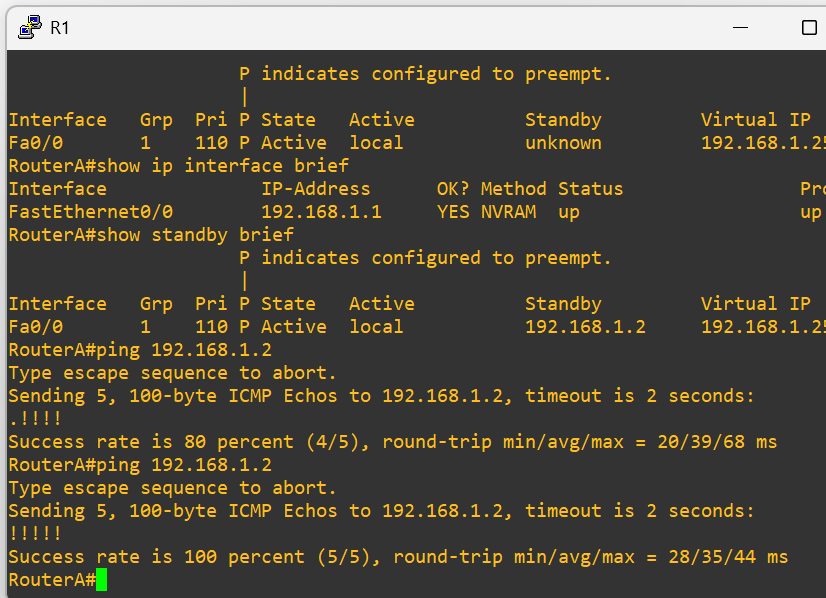 R1
P indicates configured to preempt.
|
Interface Grp Pri P State Active Standby Virtual IP
Fa0/0 1 110 P Active local unknown 192.168.1.25
RouterA#show ip interface brief
Interface IP-Address OK? Method Status Pro
FastEthernet0/0 192.168.1.1 YES NVRAM up up
RouterA#show standby brief
P indicates configured to preempt.
|
Interface Grp Pri P State Active Standby Virtual IP
Fa0/0 1 110 P Active local 192.168.1.2 192.168.1.25
RouterA#ping 192.168.1.2
Type escape sequence to abort.
Sending 5, 100-byte ICMP Echos to 192.168.1.2, timeout is 2 seconds:
.!!!!
Success rate is 80 percent (4/5), round-trip min/avg/max = 20/39/68 ms
RouterA#ping 192.168.1.2
Type escape sequence to abort.
Sending 5, 100-byte ICMP Echos to 192.168.1.2, timeout is 2 seconds:
!!!!!
Success rate is 100 percent (5/5), round-trip min/avg/max = 28/35/44 ms
RouterA#